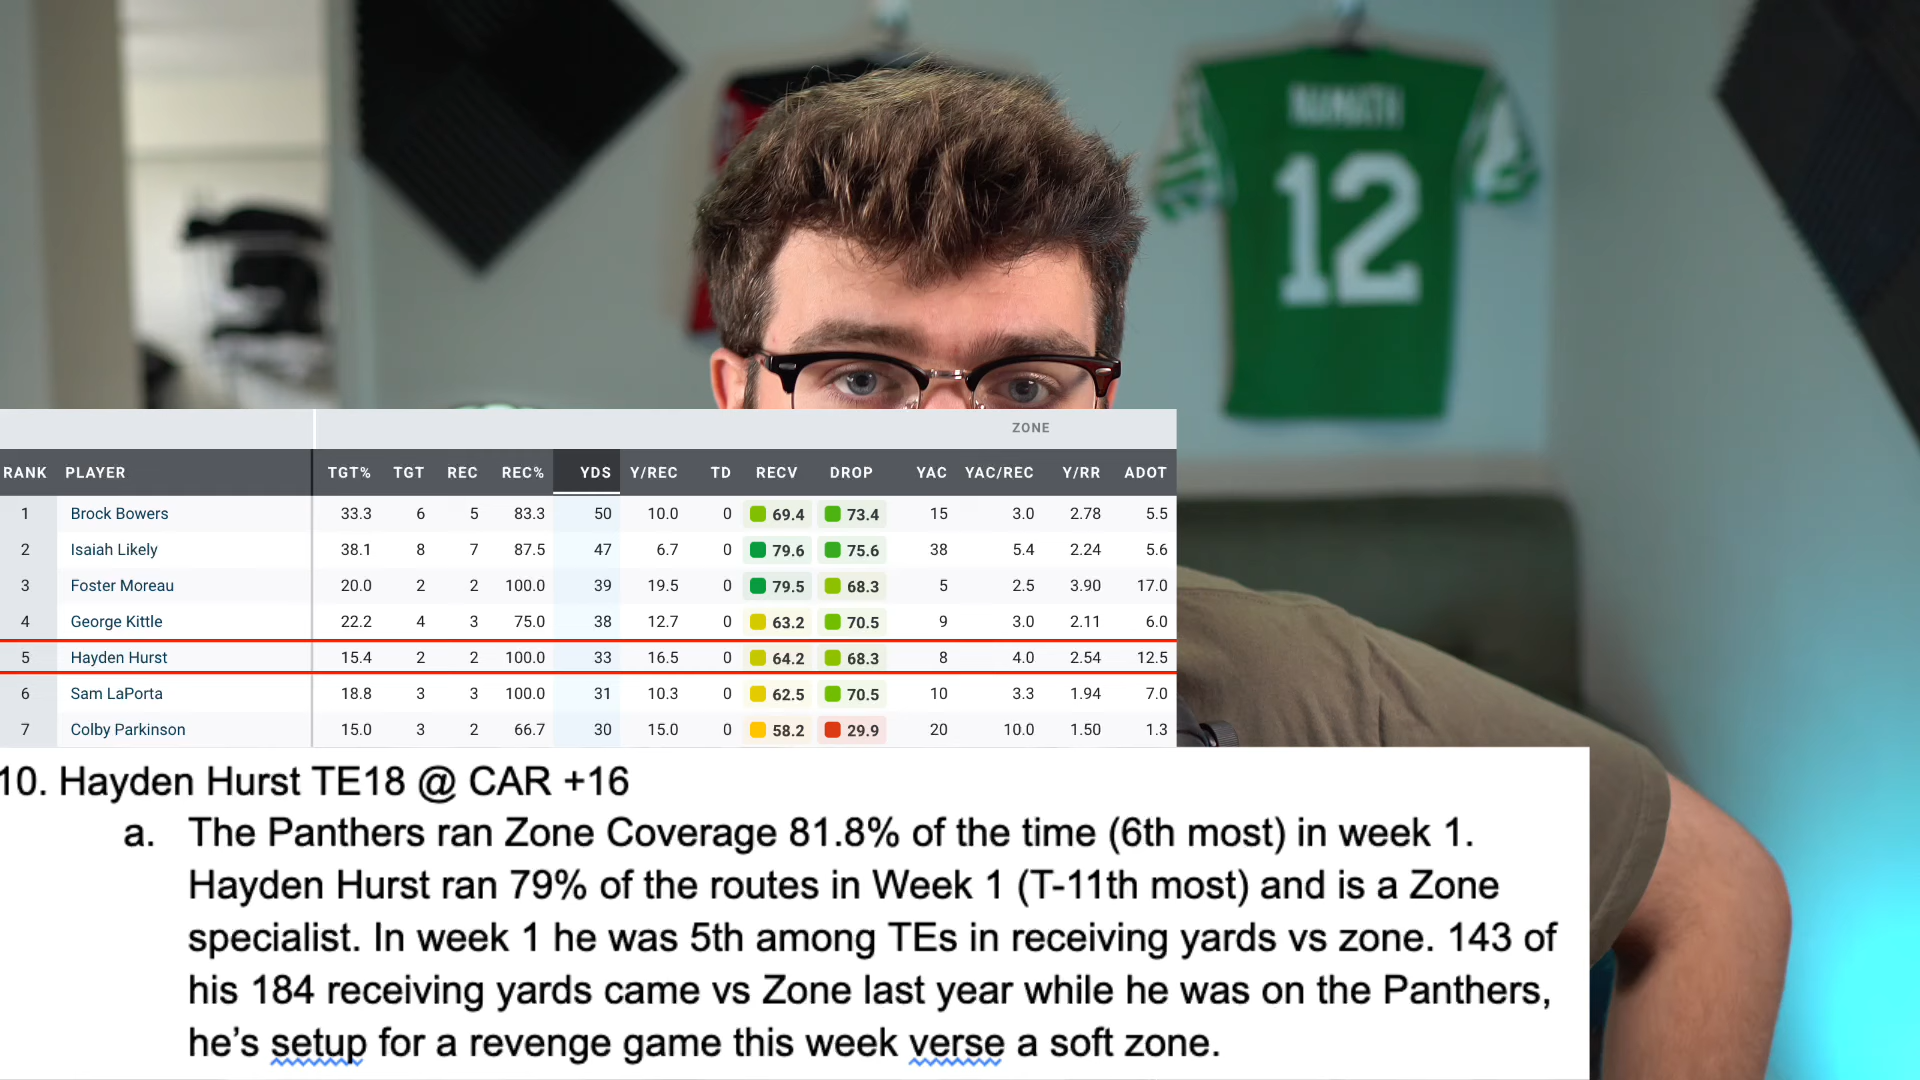 NAMATH
12
ZONE
RANK PLAYER TGT% TGT REC REC% YDS Y/REC TD RECV DROP YAC YAC/REC Y/RR ADOT
1 Brock Bowers 33.3 6 5 83.3 50 10.0 0 69.4 73.4 15 3.0 2.78 5.5
2 Isaiah Likely 38.1 8 7 87.5 47 6.7 0 79.6 75.6 38 5.4 2.24 5.6
3 Foster Moreau 20.0 2 2 100.0 39 19.5 0 79.5 68.3 5 2.5 3.90 17.0
4 George Kittle 22.2 4 3 75.0 38 12.7 0 63.2 70.5 9 3.0 2.11 6.0
5 Hayden Hurst 15.4 2 2 100.0 33 16.5 0 64.2 68.3 8 4.0 2.54 12.5
6 Sam LaPorta 18.8 3 3 100.0 31 10.3 0 62.5 70.5 10 3.3 1.94 7.0
7 Colby Parkinson 15.0 3 2 66.7 30 15.0 0 58.2 29.9 20 10.0 1.50 1.3
10. Hayden Hurst TE18 @ CAR +16
a. The Panthers ran Zone Coverage 81.8% of the time (6th most) in week 1.
Hayden Hurst ran 79% of the routes in Week 1 (T-11th most) and is a Zone
specialist. In week 1 he was 5th among TEs in receiving yards vs zone. 143 of
his 184 receiving yards came vs Zone last year while he was on the Panthers,
he's setup for a revenge game this week verse a soft zone.